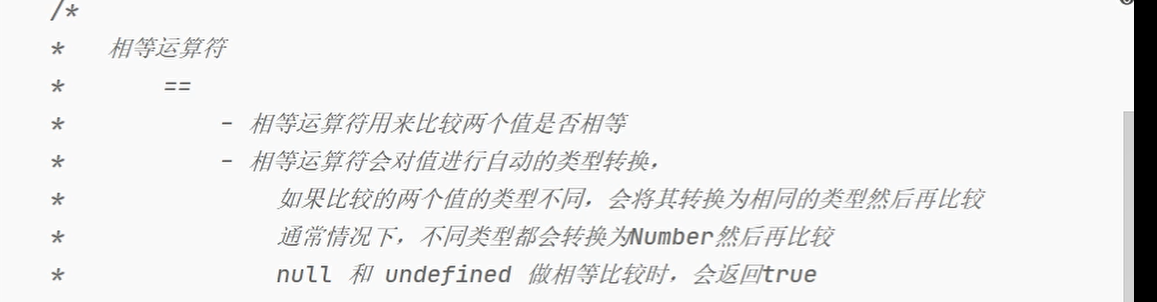 /*
* 相等运算符
* ==
* - 相等运算符用来比较两个值是否相等
* - 相等运算符会对值进行自动的类型转换，
* 如果比较的两个值的类型不同，会将其转换为相同的类型然后再比较
* 通常情况下，不同类型都会转换为Number然后再比较
* null 和 undefined 做相等比较时，会返回true